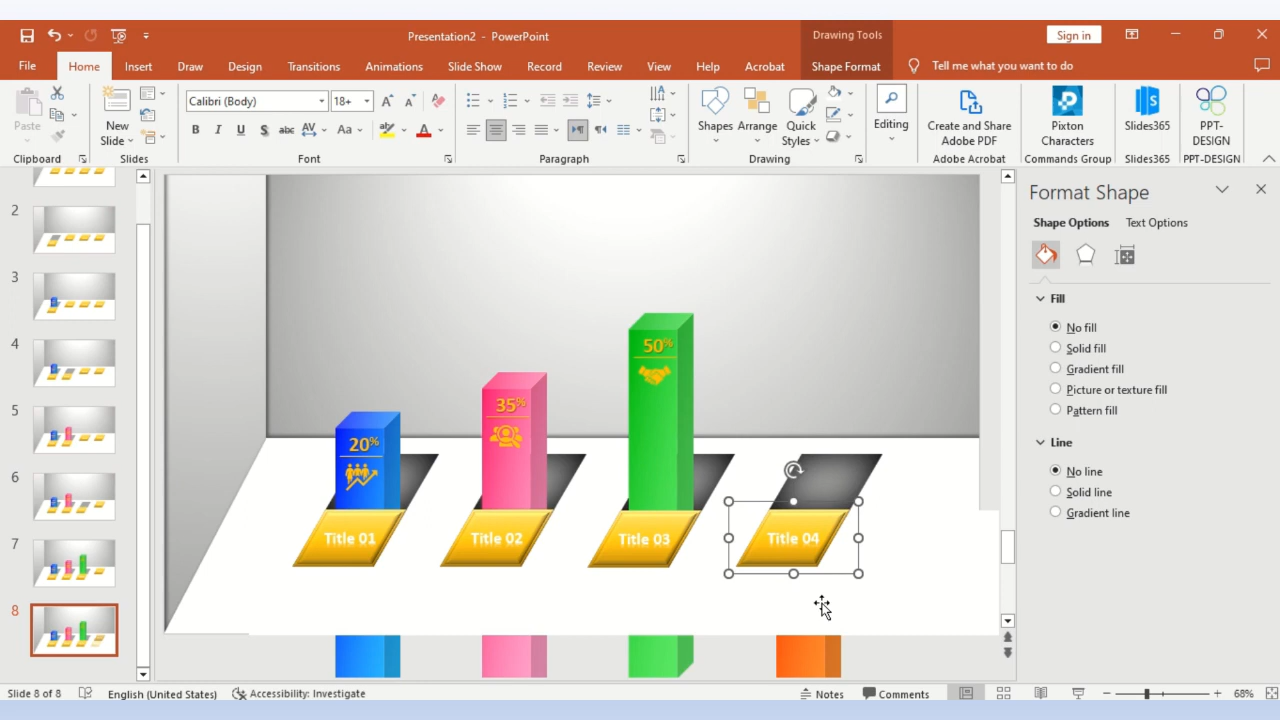 Presentation2 - PowerPoint
Drawing Tools
Sign in
File
Home
Insert
Draw
Design
Transitions
Animations
Slide Show
Record
Review
View
Help
Acrobat
Shape Format
Tell me what you want to do
Paste
New
Slide
Calibri (Body)
18+
Shapes
Arrange
Quick
Styles
Editing
Create and Share
Adobe PDF
Pixton
Characters
Slides365
PPT-
DESIGN
Clipboard
Slides
Font
Paragraph
Drawing
Adobe Acrobat
Commands Group
Slides365
PPT-DESIGN
2
3
4
5
6
7
8
20%
35%
50%
Title 01
Title 02
Title 03
Title 04
Format Shape
Shape Options
Text Options
Fill
No fill
Solid fill
Gradient fill
Picture or texture fill
Pattern fill
Line
No line
Solid line
Gradient line
Slide 8 of 8
English (United States)
Accessibility: Investigate
Notes
Comments
68%